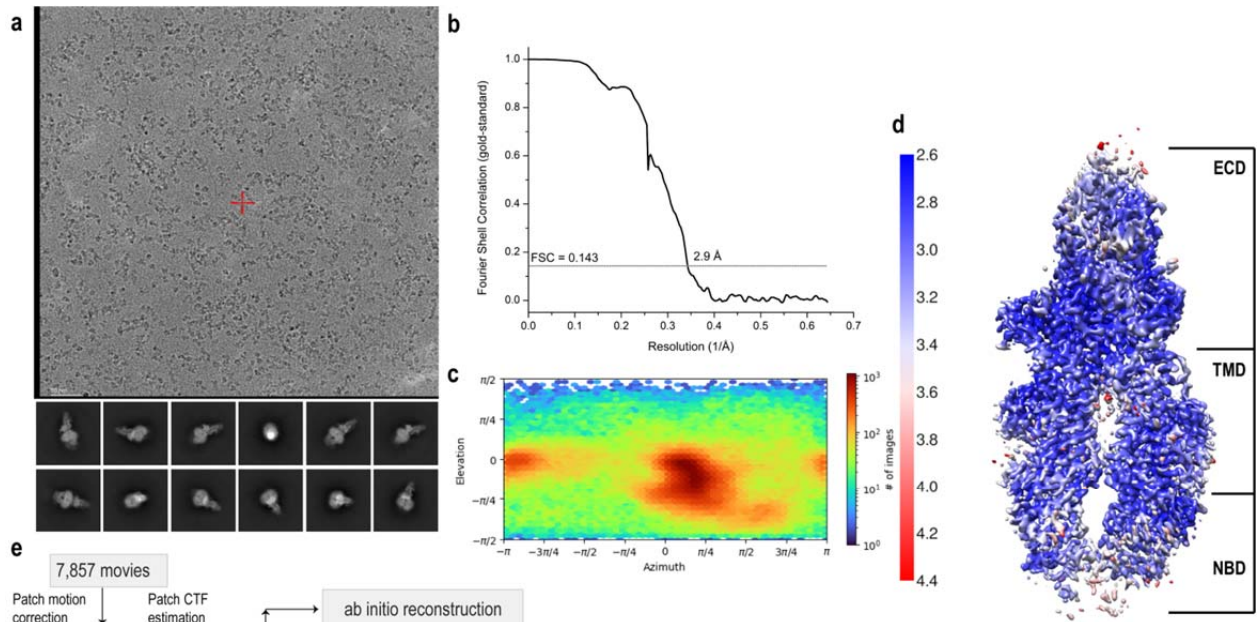 a
b
1.0
0.8
0.6
0.4
0.2
0.0
Fourier Shell Correlation (gold-standard)
FSC = 0.143
2.9 Å
0.0 0.1 0.2 0.3 0.4 0.5 0.6 0.7
Resolution (1/Å)
c
π/2
π/4
0
−π/4
−π/2
Elevation
−π −3π/4 −π/2 −π/4 0 π/4 π/2 3π/4 π
Azimuth
10³
10²
10¹
10⁰
# of images
d
2.6
2.8
3.0
3.2
3.4
3.6
3.8
4.0
4.2
4.4
ECD
TMD
NBD
e
7,857 movies
Patch motion
correction
Patch CTF
estimation
ab initio reconstruction